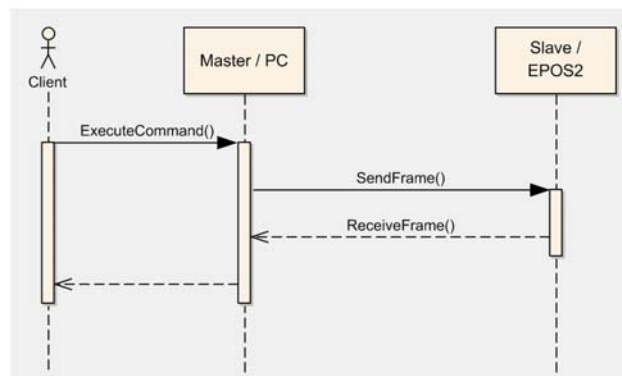 Client
Master / PC
Slave /
EPOS2
ExecuteCommand()
SendFrame()
ReceiveFrame()